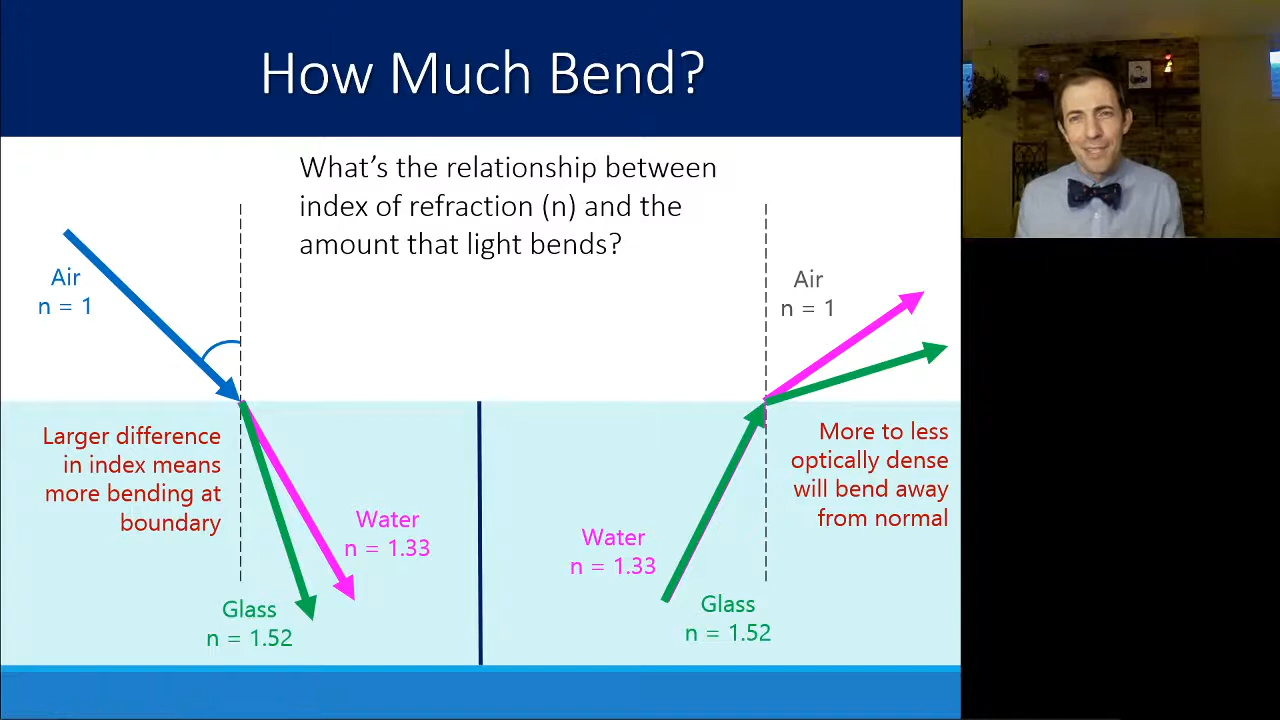 How Much Bend?
What's the relationship between
index of refraction (n) and the
amount that light bends?
Air
n = 1
Larger difference
in index means
more bending at
boundary
Water
n = 1.33
Glass
n = 1.52
Air
n = 1
More to less
optically dense
will bend away
from normal
Water
n = 1.33
Glass
n = 1.52